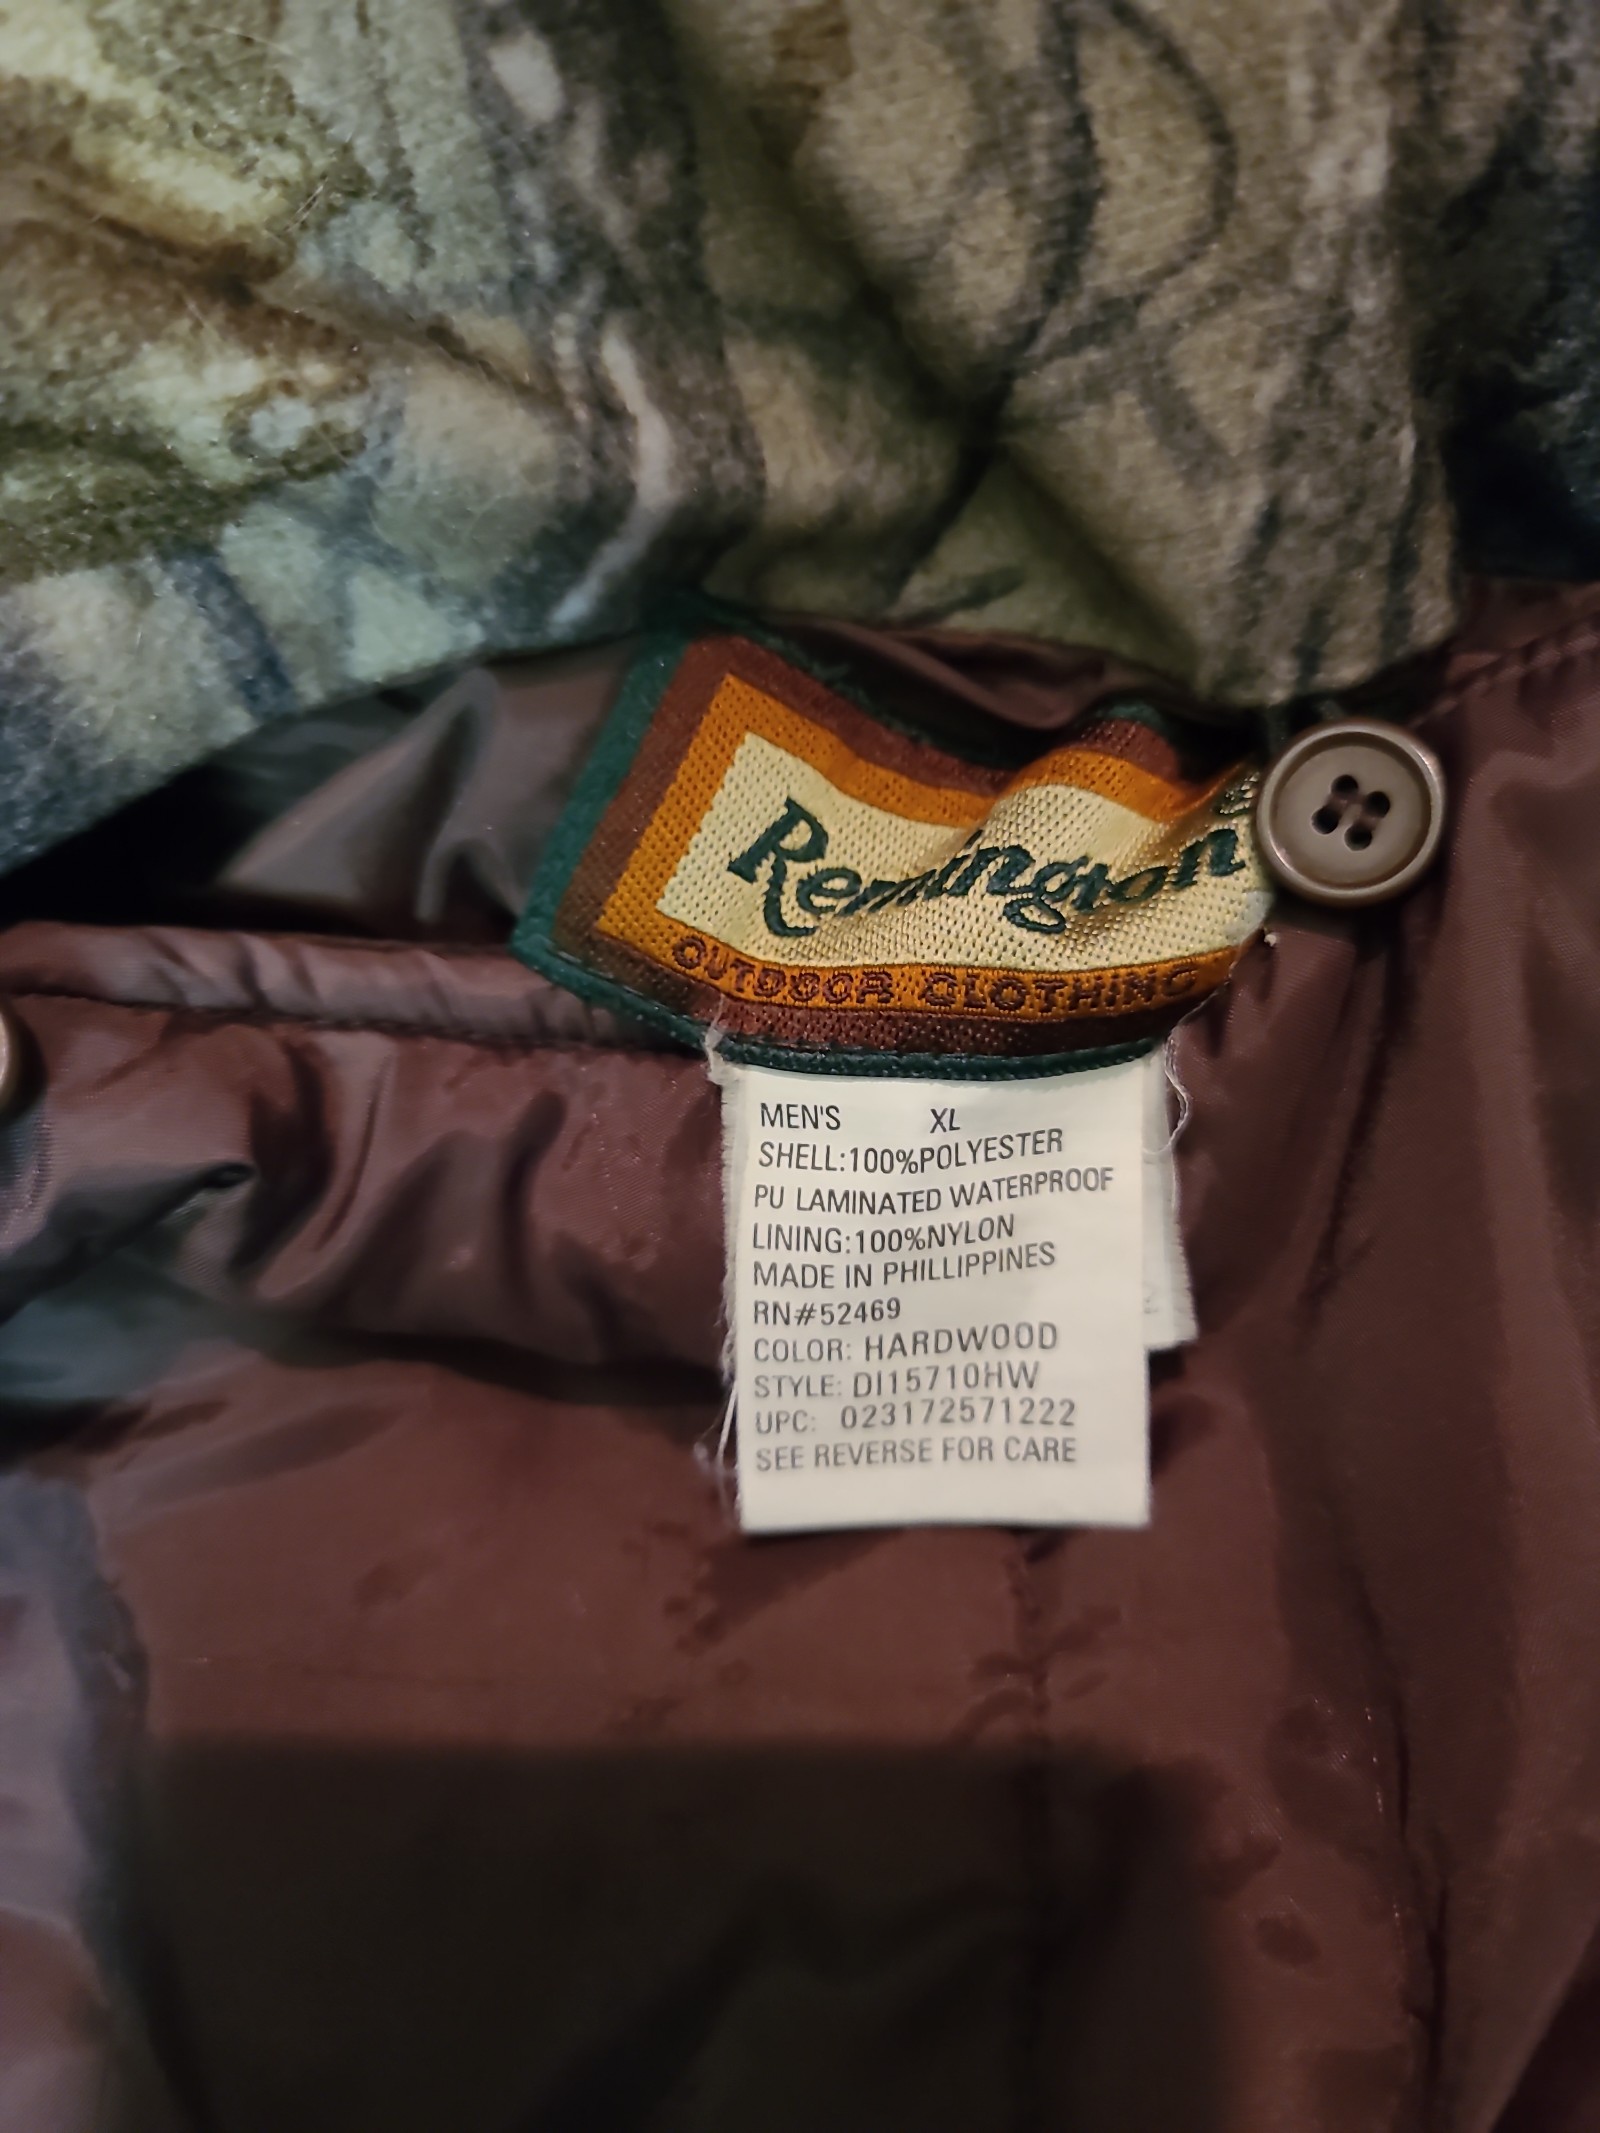 Remington
OUTDOOR CLOTHING
MEN'S XL
SHELL:100%POLYESTER
PU LAMINATED WATERPROOF
LINING:100%NYLON
MADE IN PHILLIPPINES
RN#52469
COLOR: HARDWOOD
STYLE: DI15710HW
UPC: 023172571222
SEE REVERSE FOR CARE